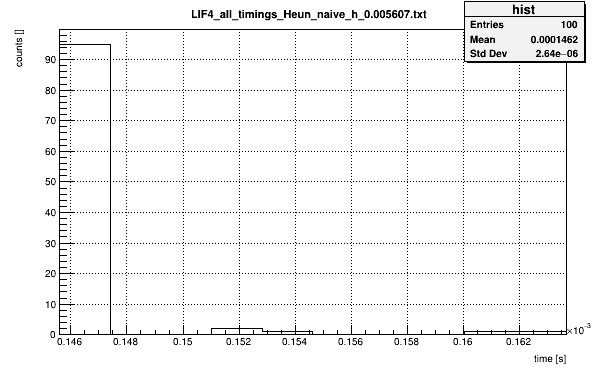 LIF4_all_timings_Heun_naive_h_0.005607.txt
hist
Entries 100
Mean 0.0001462
Std Dev 2.64e−06
counts []
90
80
70
60
50
40
30
20
10
0
0.146 0.148 0.15 0.152 0.154 0.156 0.158 0.16 0.162
×10⁻³
time [s]